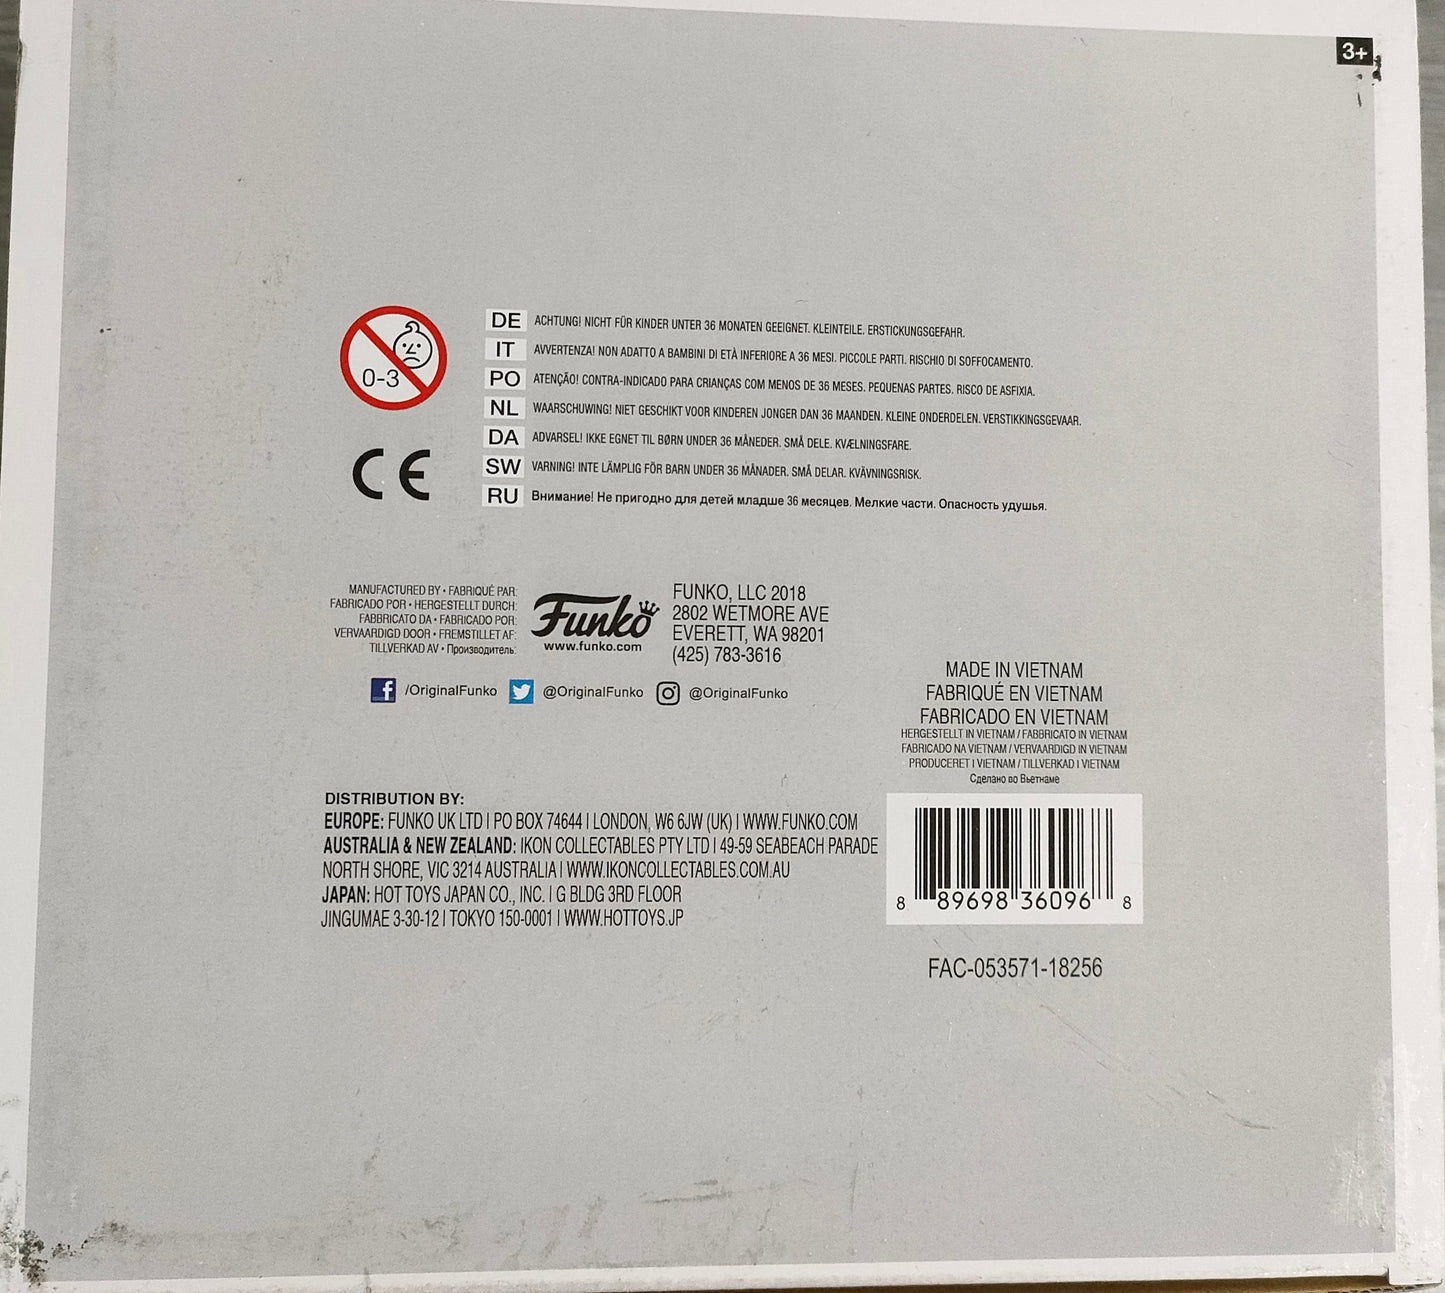 3+
0-3
DE ACHTUNG! NICHT FÜR KINDER UNTER 36 MONATEN GEEIGNET. KLEINTEILE. ERSTICKUNGSGEFAHR.
IT AVVERTENZA! NON ADATTO A BAMBINI DI ETÀ INFERIORE A 36 MESI. PICCOLE PARTI. RISCHIO DI SOFFOCAMENTO.
PO ATENÇÃO! CONTRA-INDICADO PARA CRIANÇAS COM MENOS DE 36 MESES. PEQUENAS PARTES. RISCO DE ASFIXIA.
NL WAARSCHUWING! NIET GESCHIKT VOOR KINDEREN JONGER DAN 36 MAANDEN. KLEINE ONDERDELEN. VERSTIKKINGSGEVAAR.
DA ADVARSEL! IKKE EGNET TIL BØRN UNDER 36 MÅNEDER. SMÅ DELE. KVÆLNINGSFARE.
SW VARNING! INTE LÄMPLIG FÖR BARN UNDER 36 MÅNADER. SMÅ DELAR. KVÄVNINGSRISK.
RU Внимание! Не пригодно для детей младше 36 месяцев. Мелкие части. Опасность удушья.
CE
MANUFACTURED BY • FABRIQUÉ PAR:
FABRICADO POR • HERGESTELLT DURCH:
FABBRICATO DA • FABRICADO POR:
VERVAARDIGD DOOR • FREMSTILLET AF:
TILLVERKAD AV • Производитель:
Funko
www.funko.com
FUNKO, LLC 2018
2802 WETMORE AVE
EVERETT, WA 98201
(425) 783-3616
/OriginalFunko @OriginalFunko @OriginalFunko
MADE IN VIETNAM
FABRIQUÉ EN VIETNAM
FABRICADO EN VIETNAM
HERGESTELLT IN VIETNAM / FABBRICATO IN VIETNAM
FABRICADO NA VIETNAM / VERVAARDIGD IN VIETNAM
PRODUCERET I VIETNAM / TILLVERKAD I VIETNAM
Сделано во Вьетнаме
DISTRIBUTION BY:
EUROPE: FUNKO UK LTD | PO BOX 74644 | LONDON, W6 6JW (UK) | WWW.FUNKO.COM
AUSTRALIA & NEW ZEALAND: IKON COLLECTABLES PTY LTD | 49-59 SEABEACH PARADE
NORTH SHORE, VIC 3214 AUSTRALIA | WWW.IKONCOLLECTABLES.COM.AU
JAPAN: HOT TOYS JAPAN CO., INC. | G BLDG 3RD FLOOR
JINGUMAE 3-30-12 | TOKYO 150-0001 | WWW.HOTTOYS.JP
8 89698 36096 8
FAC-053571-18256